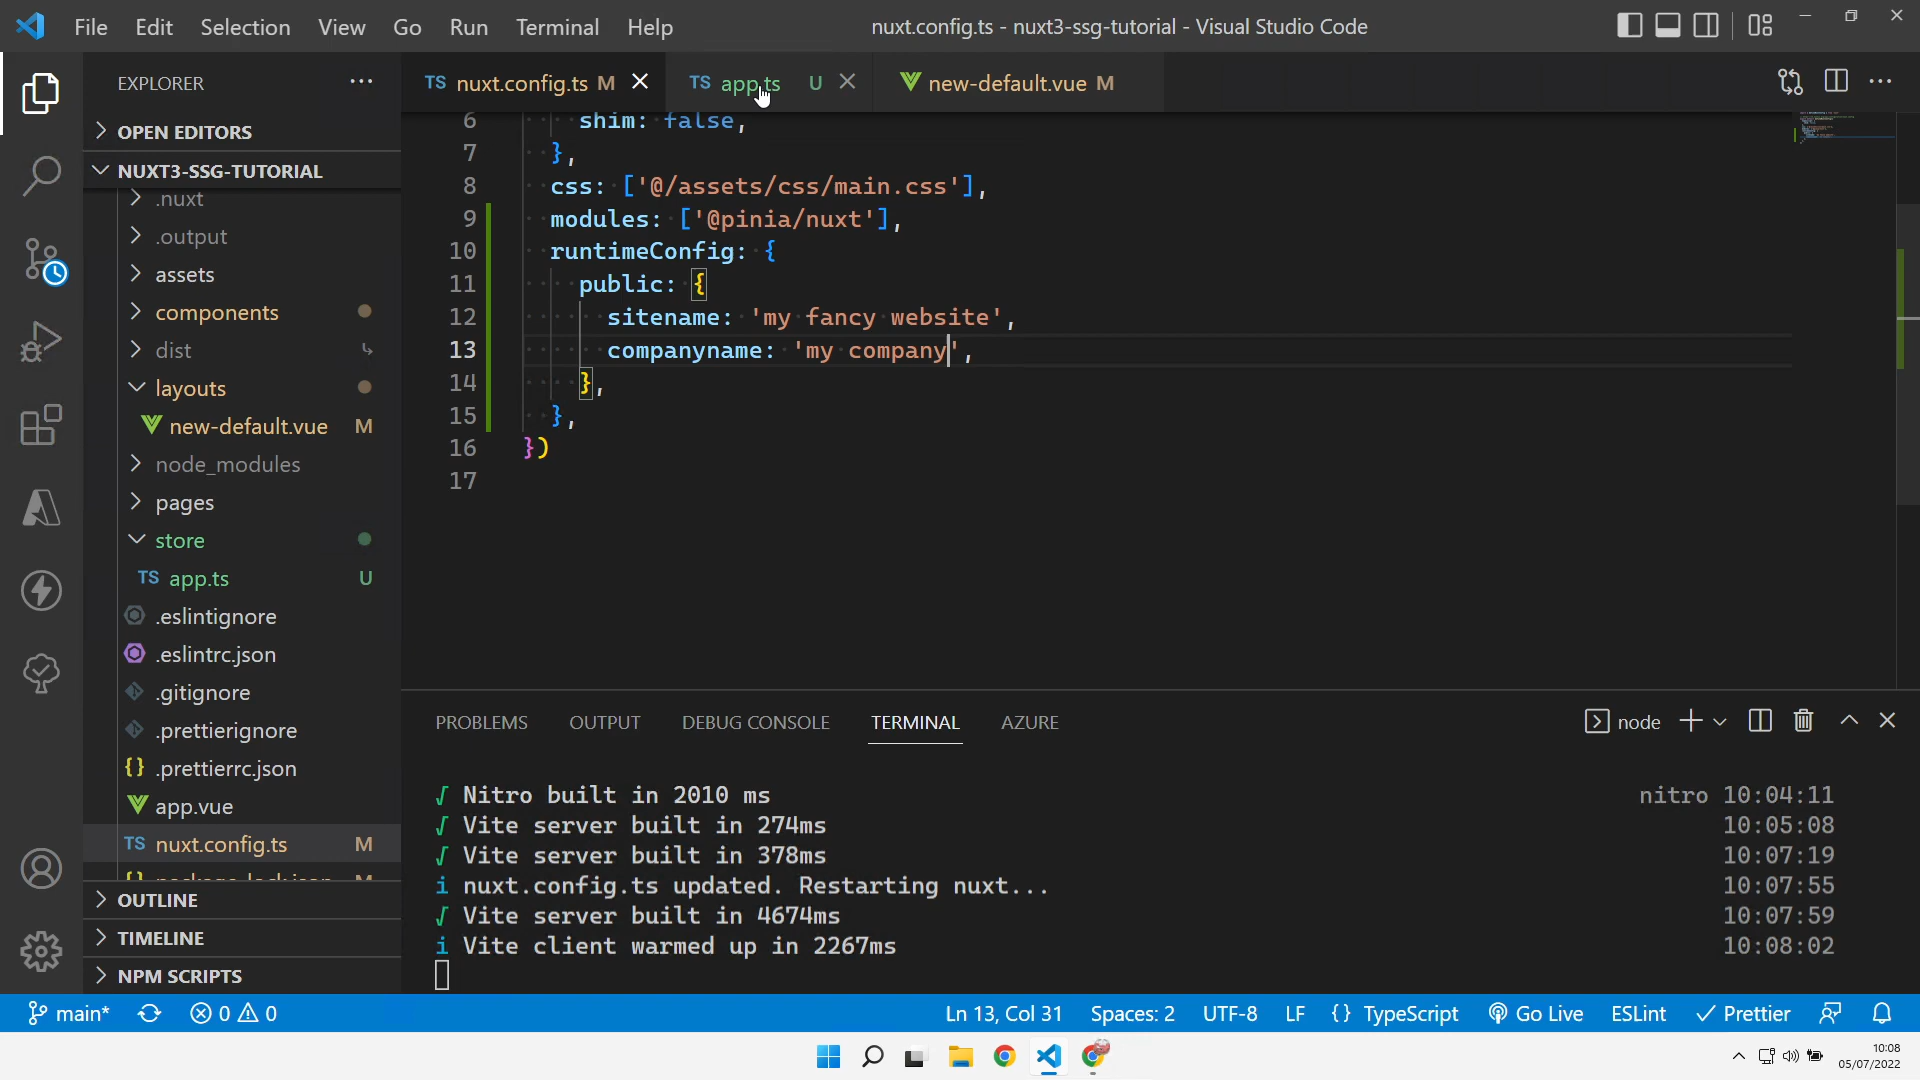 File Edit Selection View Go Run Terminal Help
nuxt.config.ts - nuxt3-ssg-tutorial - Visual Studio Code
EXPLORER
OPEN EDITORS
NUXT3-SSG-TUTORIAL
.nuxt
.output
assets
components
dist
layouts
new-default.vue M
node_modules
pages
store
TS app.ts U
.eslintignore
.eslintrc.json
.gitignore
.prettierignore
{} .prettierrc.json
app.vue
TS nuxt.config.ts M
OUTLINE
TIMELINE
NPM SCRIPTS
TS nuxt.config.ts M
TS app.ts U
new-default.vue M
6 shim: false,
7 },
8 css: ['@/assets/css/main.css'],
9 modules: ['@pinia/nuxt'],
10 runtimeConfig: {
11 public: {
12 sitename: 'my fancy website',
13 companyname: 'my company',
14 },
15 },
16 })
17
PROBLEMS OUTPUT DEBUG CONSOLE TERMINAL AZURE
node
√ Nitro built in 2010 ms nitro 10:04:11
√ Vite server built in 274ms 10:05:08
√ Vite server built in 378ms 10:07:19
i nuxt.config.ts updated. Restarting nuxt... 10:07:55
√ Vite server built in 4674ms 10:07:59
i Vite client warmed up in 2267ms 10:08:02
main* 0 0 Ln 13, Col 31 Spaces: 2 UTF-8 LF {} TypeScript Go Live ESLint Prettier
10:08
05/07/2022